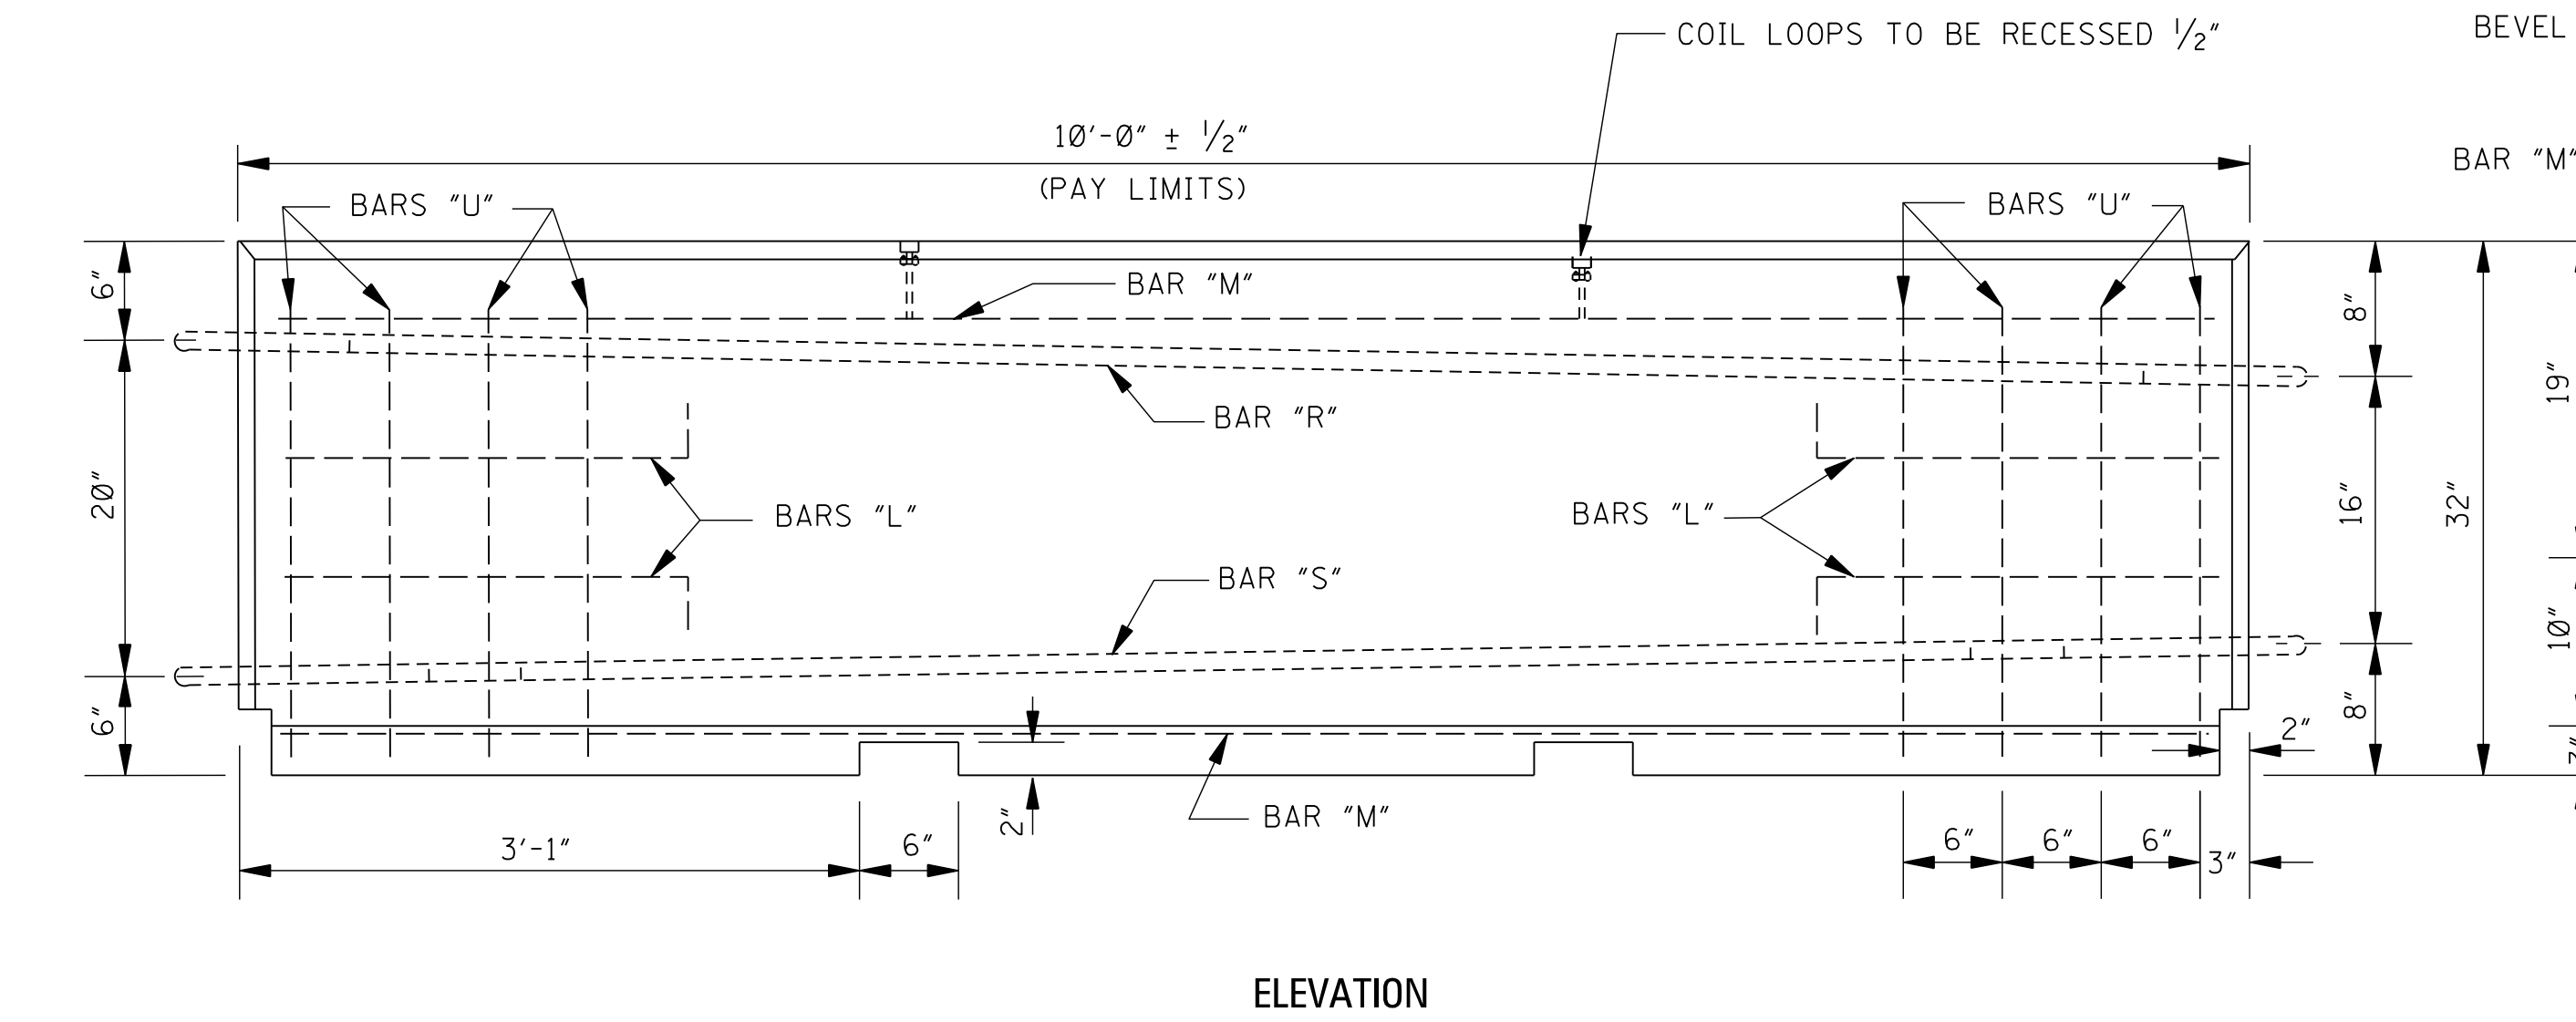 COIL LOOPS TO BE RECESSED 1/2"
BEVEL
10'-0" ± 1/2"
(PAY LIMITS)
BAR "M"
BARS "U"
BARS "U"
6"
BAR "M"
8"
19"
BAR "R"
20"
BARS "L"
BARS "L"
16"
32"
BAR "S"
10"
6"
8"
2"
3"
2"
BAR "M"
3'-1"
6"
6"
6"
6"
3"
ELEVATION